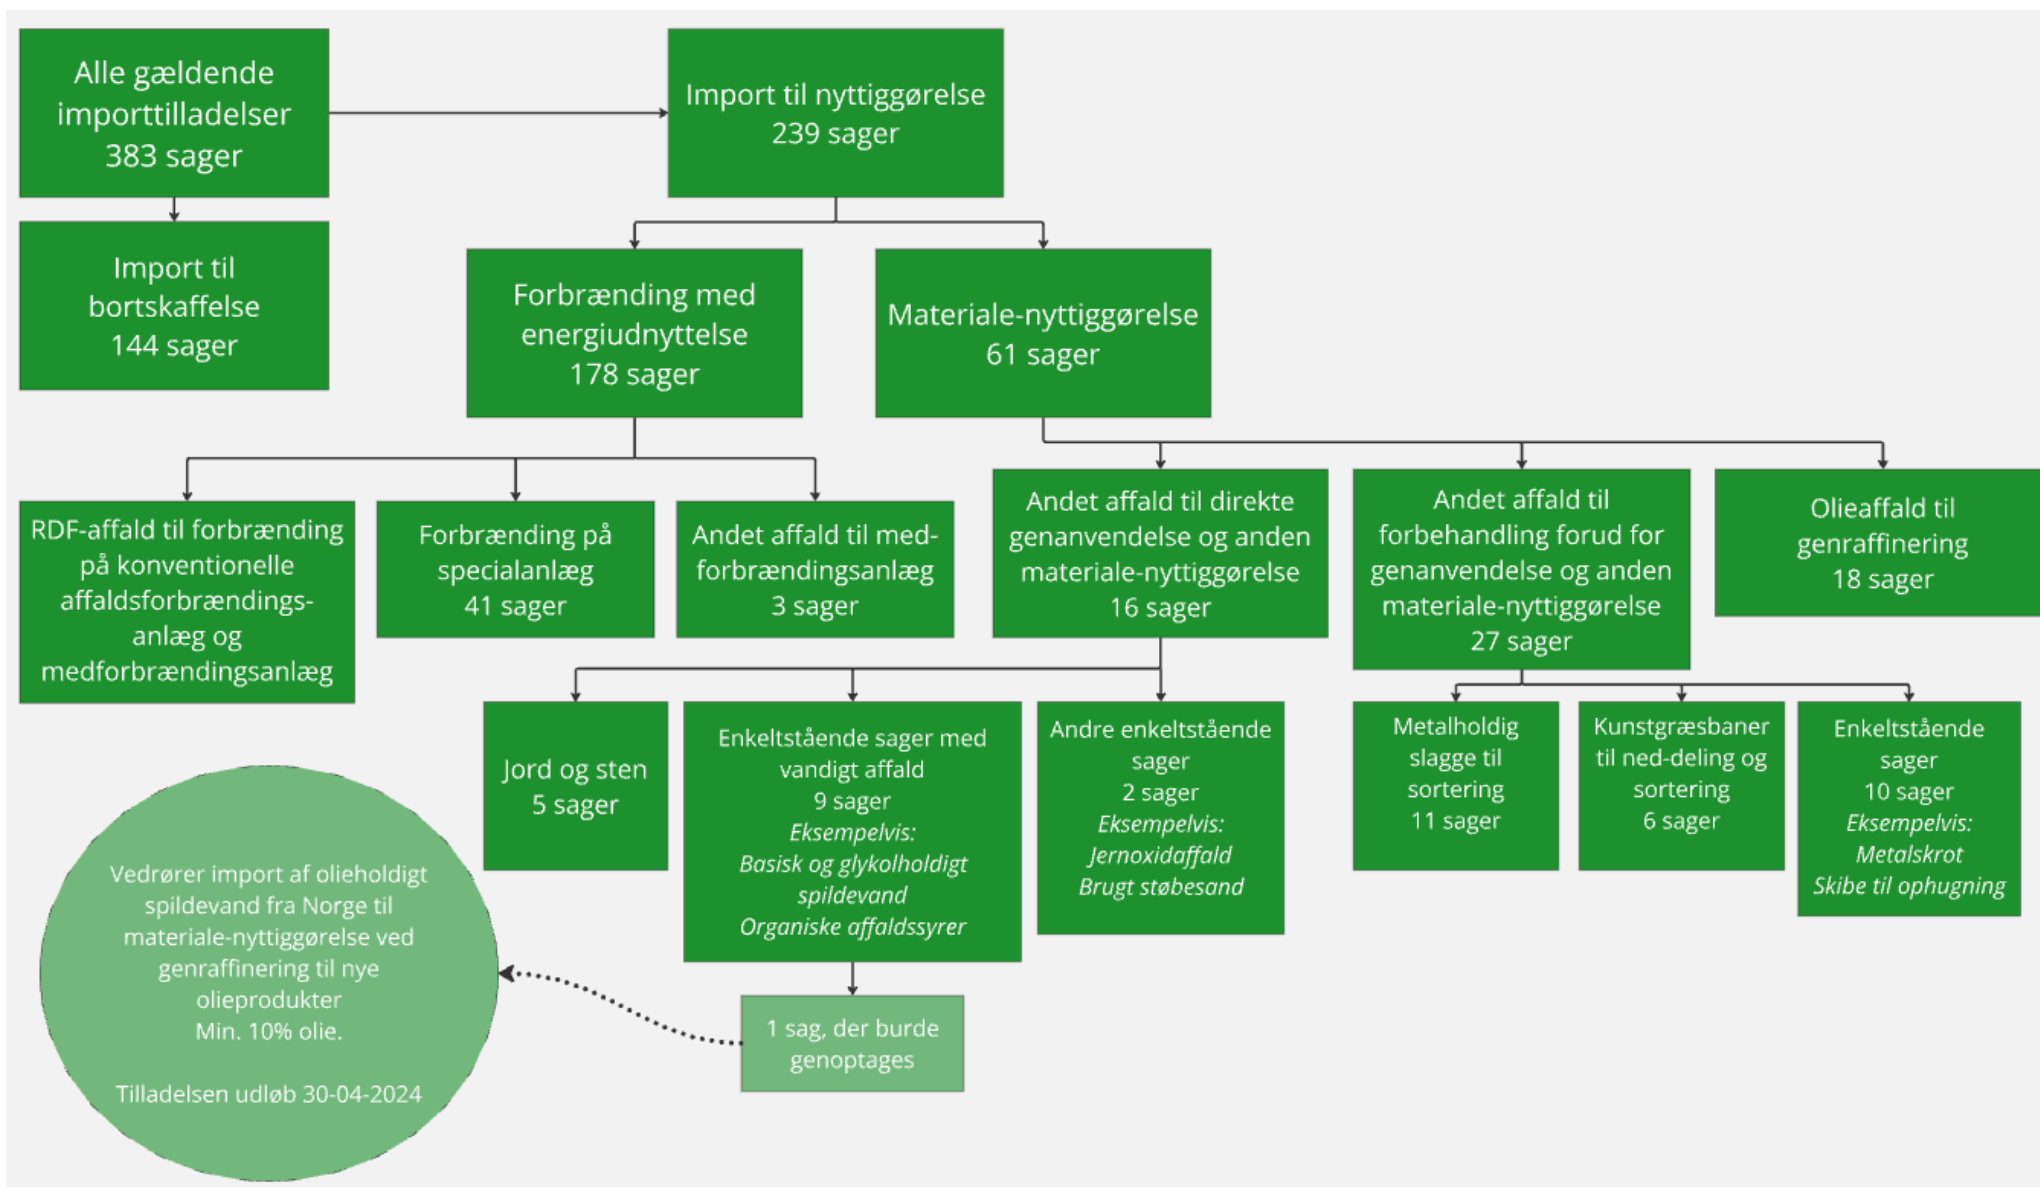 Alle gældende
importtilladelser
383 sager
Import til nyttiggørelse
239 sager
Import til
bortskaffelse
144 sager
Forbrænding med
energiudnyttelse
178 sager
Materiale-nyttiggørelse
61 sager
RDF-affald til forbrænding
på konventionelle
affaldsforbrændings-
anlæg og
medforbrændingsanlæg
Forbrænding på
specialanlæg
41 sager
Andet affald til med-
forbrændingsanlæg
3 sager
Andet affald til direkte
genanvendelse og anden
materiale-nyttiggørelse
16 sager
Andet affald til
forbehandling forud for
genanvendelse og anden
materiale-nyttiggørelse
27 sager
Olieaffald til
genraffinering
18 sager
Jord og sten
5 sager
Enkeltstående sager med
vandigt affald
9 sager
Eksempelvis:
Basisk og glykolholdigt
spildevand
Organiske affaldssyrer
Andre enkeltstående
sager
2 sager
Eksempelvis:
Jernoxidaffald
Brugt støbesand
Metalholdig
slagge til
sortering
11 sager
Kunstgræsbaner
til ned-deling og
sortering
6 sager
Enkeltstående
sager
10 sager
Eksempelvis:
Metalskrot
Skibe til ophugning
1 sag, der burde
genoptages
Vedrører import af olieholdigt
spildevand fra Norge til
materiale-nyttiggørelse ved
genraffinering til nye
olieprodukter
Min. 10% olie.
Tilladelsen udløb 30-04-2024